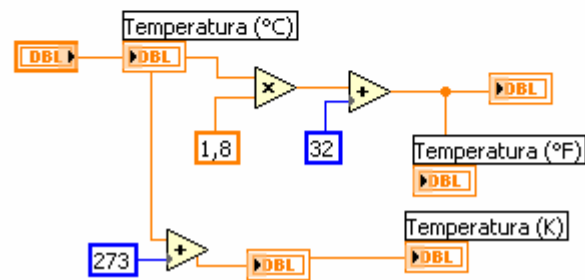 Temperatura (°C)
DBL
DBL
DBL
×
+
1,8
32
Temperatura (°F)
DBL
Temperatura (K)
+
273
DBL
DBL